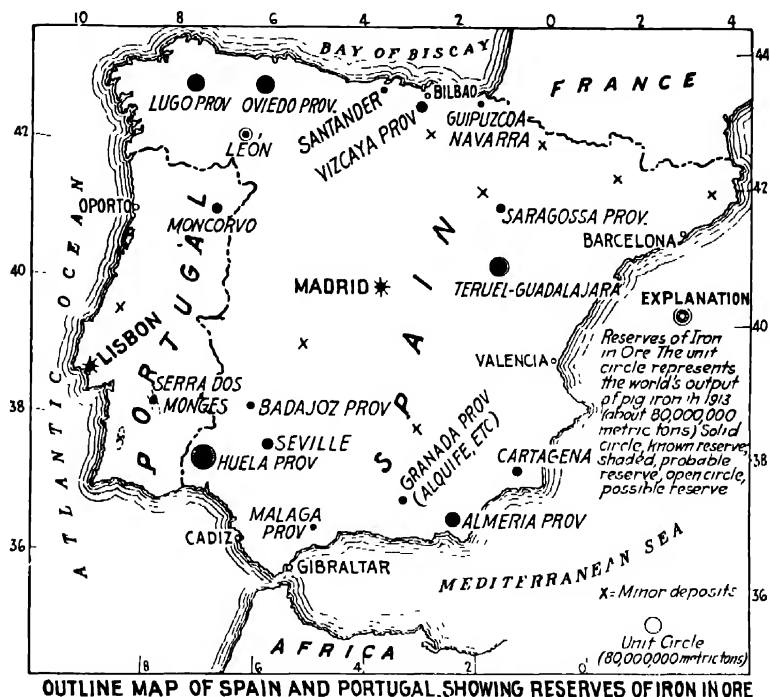 10 8 6 4 2 0 2 4
BAY OF BISCAY
44
FRANCE
LUGO PROV
OVIEDO PROV.
SANTANDER
BILBAO
VIZCAYA PROV
GUIPUZCOA-
NAVARRA
42
LEÓN
42
OPORTO
MONCORVO
SARAGOSSA PROV.
BARCELONA
ATLANTIC OCEAN
PORTUGAL
SPAIN
40
MADRID
TERUEL-GUADALAJARA
40
EXPLANATION
Reserves of Iron
in Ore The unit
circle represents
the world's output
of pig iron in 1913
(about 80,000,000
metric tons) Solid
circle, known reserve,
shaded, probable
reserve, open circle,
possible reserve
LISBON
VALENCIA
SERRA DOS
MONGES
38
BADAJOZ PROV
38
SEVILLE
HUELA PROV
GRANADA PROV
(ALQUIFE, ETC)
CARTAGENA
MALAGA
PROV
ALMERIA PROV
36
CADIZ
GIBRALTAR
MEDITERRANEAN SEA
36
X=Minor deposits
AFRICA
Unit Circle
(80,000,000 metric tons)
8 6 4 2 0 2
OUTLINE MAP OF SPAIN AND PORTUGAL, SHOWING RESERVES OF IRON IN ORE